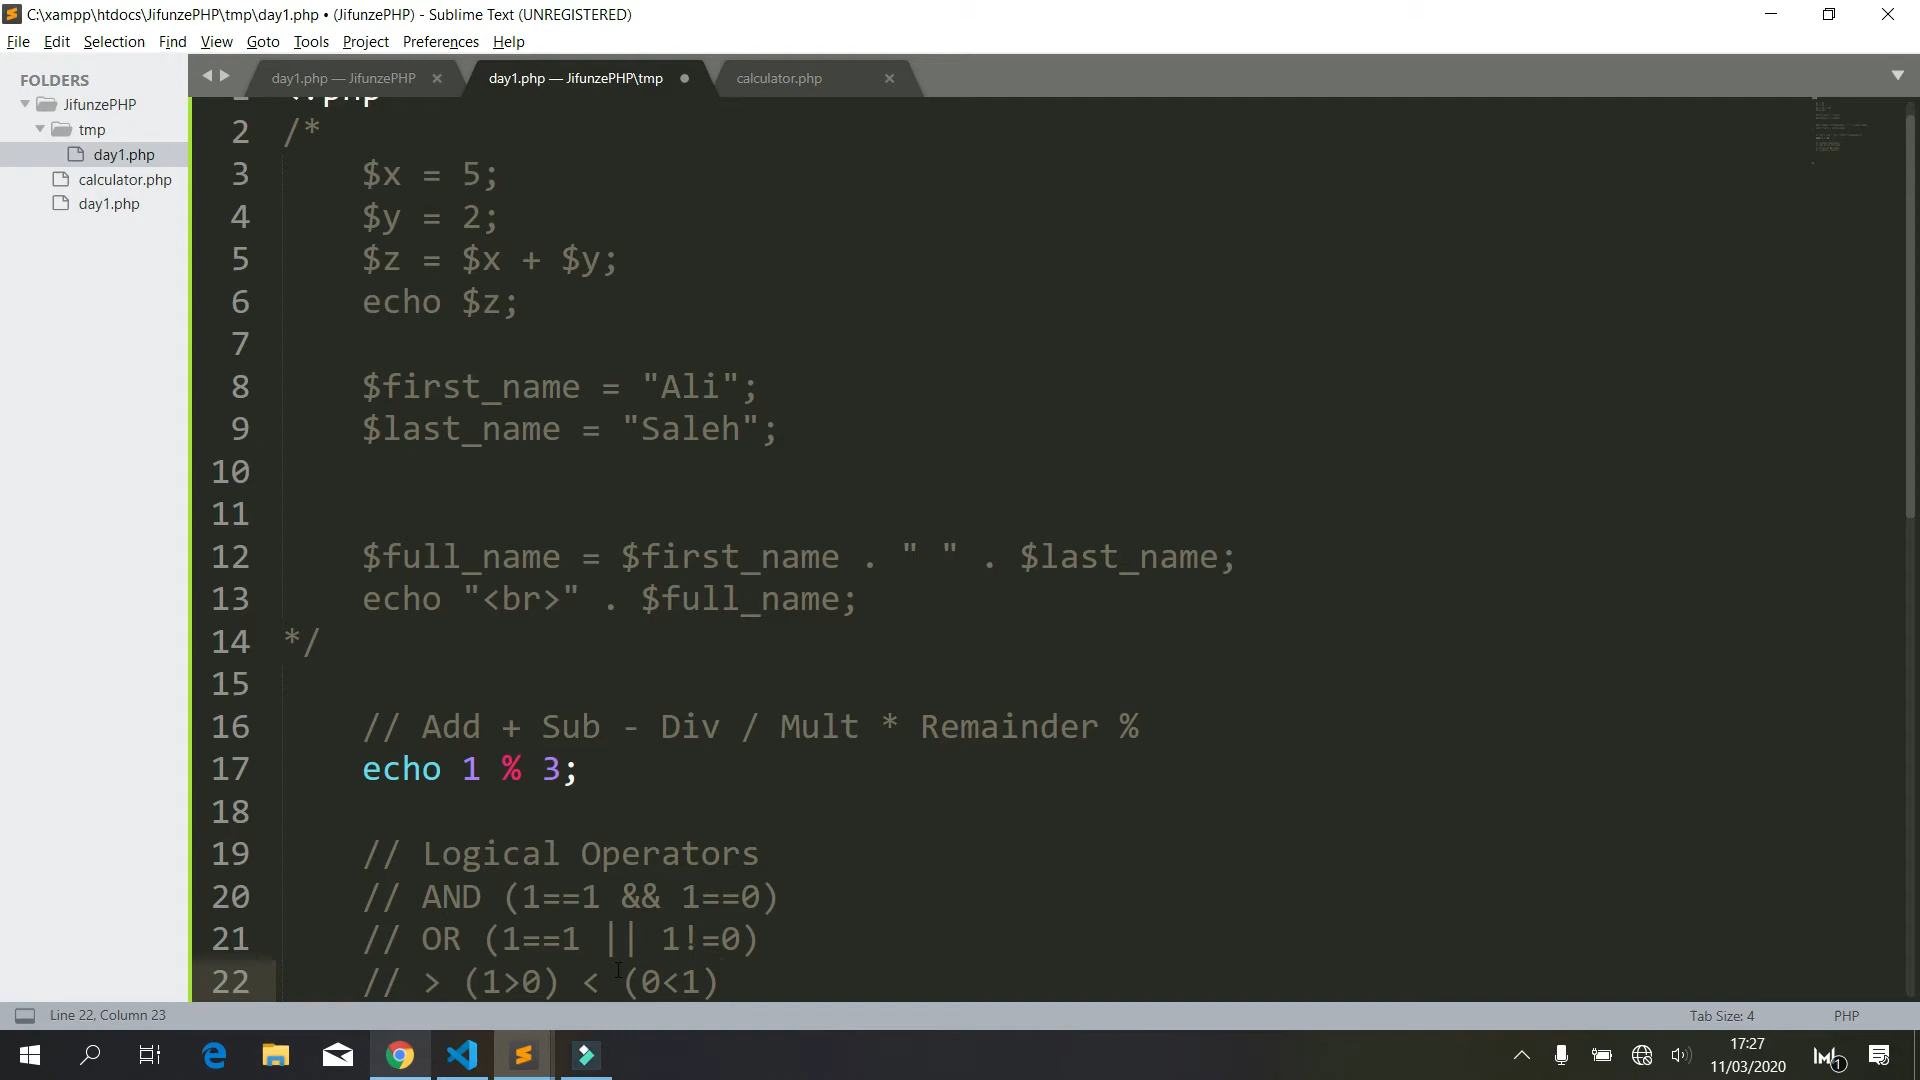 C:\xampp\htdocs\JifunzePHP\tmp\day1.php • (JifunzePHP) - Sublime Text (UNREGISTERED)
File Edit Selection Find View Goto Tools Project Preferences Help
FOLDERS
JifunzePHP
tmp
day1.php
calculator.php
day1.php
day1.php — JifunzePHP
day1.php — JifunzePHP\tmp
calculator.php
1 <?php
2 /*
3 $x = 5;
4 $y = 2;
5 $z = $x + $y;
6 echo $z;
7
8 $first_name = "Ali";
9 $last_name = "Saleh";
10
11
12 $full_name = $first_name . " " . $last_name;
13 echo "<br>" . $full_name;
14 */
15
16 // Add + Sub - Div / Mult * Remainder %
17 echo 1 % 3;
18
19 // Logical Operators
20 // AND (1==1 && 1==0)
21 // OR (1==1 || 1!=0)
22 // > (1>0) < (0<1)
Line 22, Column 23
Tab Size: 4
PHP
17:27
11/03/2020
1